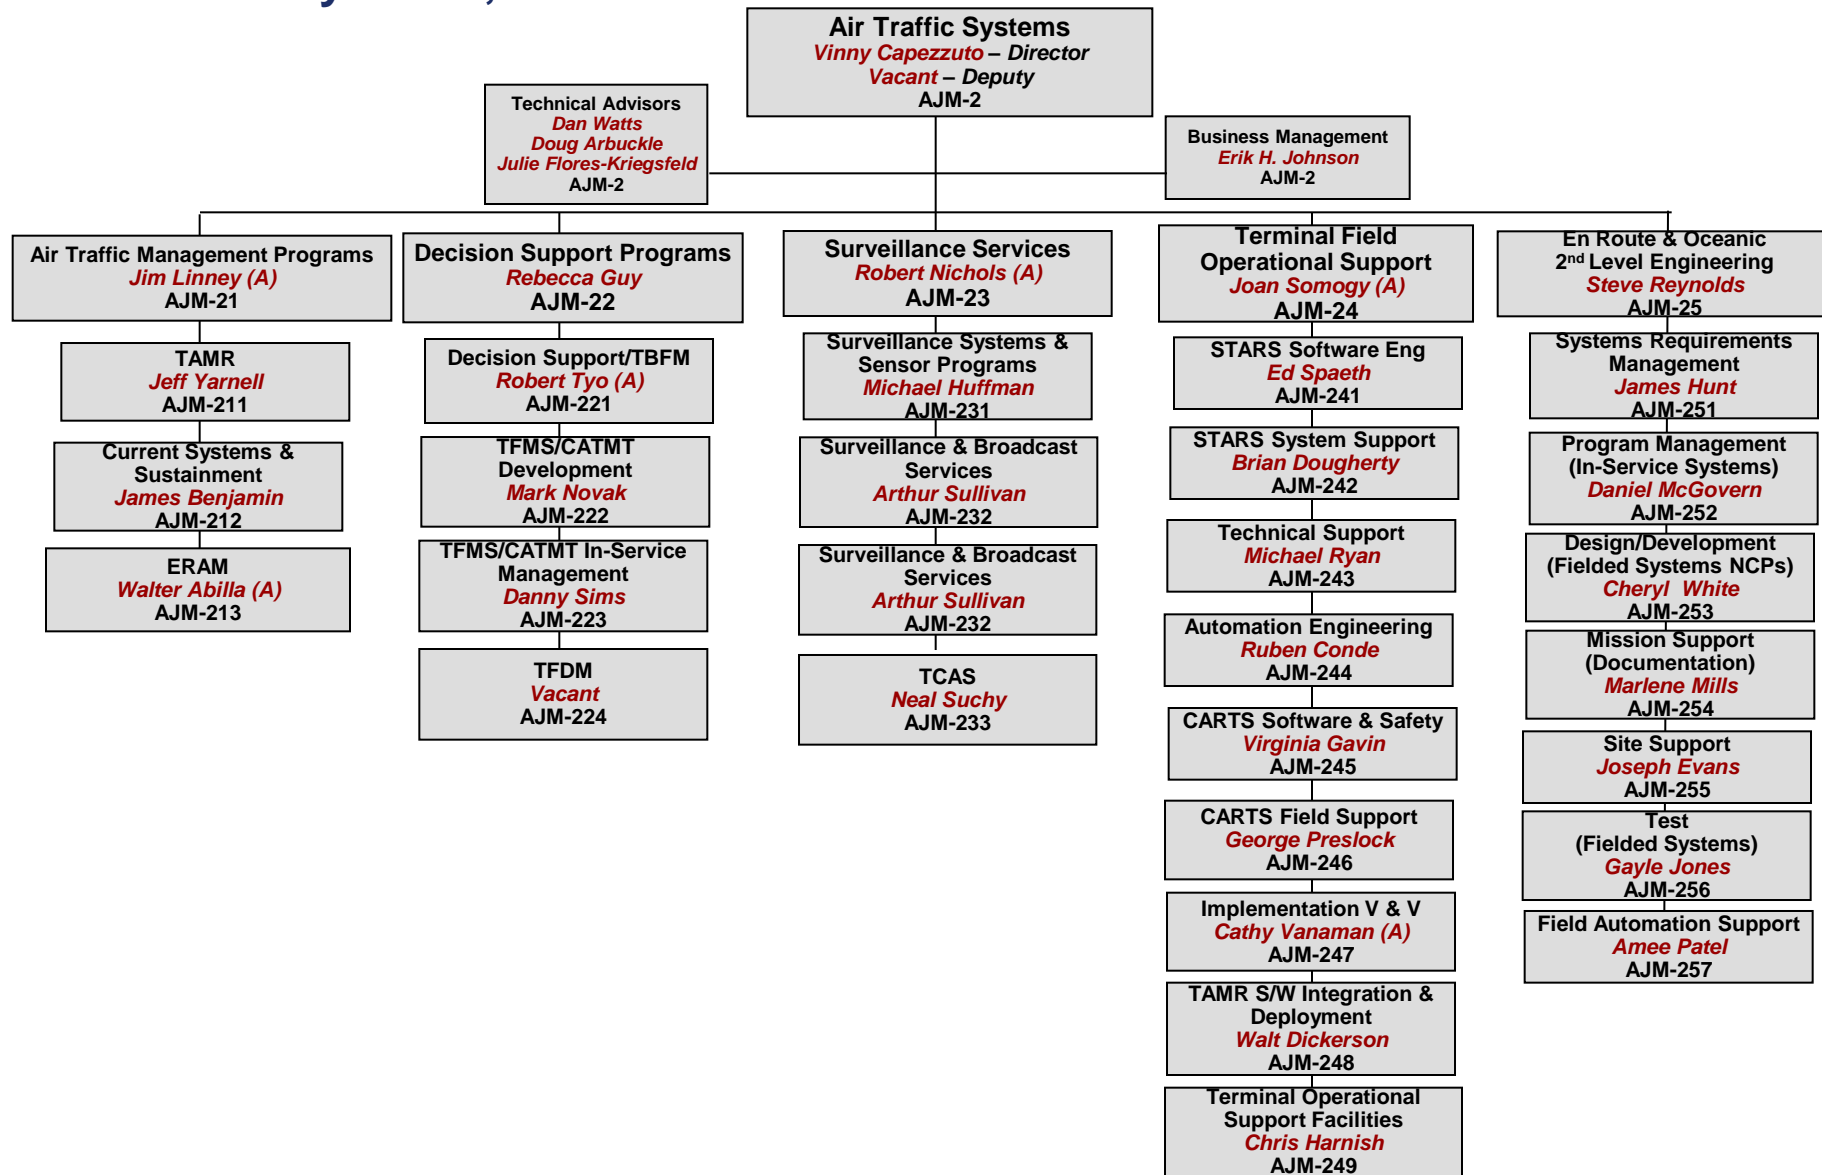 Air Traffic Systems
Vinny Capezzuto – Director
Vacant – Deputy
AJM-2
Technical Advisors
Dan Watts
Doug Arbuckle
Julie Flores-Kriegsfeld
AJM-2
Business Management
Erik H. Johnson
AJM-2
Air Traffic Management Programs
Jim Linney (A)
AJM-21
TAMR
Jeff Yarnell
AJM-211
Current Systems &
Sustainment
James Benjamin
AJM-212
ERAM
Walter Abilla (A)
AJM-213
Decision Support Programs
Rebecca Guy
AJM-22
Decision Support/TBFM
Robert Tyo (A)
AJM-221
TFMS/CATMT
Development
Mark Novak
AJM-222
TFMS/CATMT In-Service
Management
Danny Sims
AJM-223
TFDM
Vacant
AJM-224
Surveillance Services
Robert Nichols (A)
AJM-23
Surveillance Systems &
Sensor Programs
Michael Huffman
AJM-231
Surveillance & Broadcast
Services
Arthur Sullivan
AJM-232
Surveillance & Broadcast
Services
Arthur Sullivan
AJM-232
TCAS
Neal Suchy
AJM-233
Terminal Field
Operational Support
Joan Somogy (A)
AJM-24
STARS Software Eng
Ed Spaeth
AJM-241
STARS System Support
Brian Dougherty
AJM-242
Technical Support
Michael Ryan
AJM-243
Automation Engineering
Ruben Conde
AJM-244
CARTS Software & Safety
Virginia Gavin
AJM-245
CARTS Field Support
George Preslock
AJM-246
Implementation V & V
Cathy Vanaman (A)
AJM-247
TAMR S/W Integration &
Deployment
Walt Dickerson
AJM-248
Terminal Operational
Support Facilities
Chris Harnish
AJM-249
En Route & Oceanic
2nd Level Engineering
Steve Reynolds
AJM-25
Systems Requirements
Management
James Hunt
AJM-251
Program Management
(In-Service Systems)
Daniel McGovern
AJM-252
Design/Development
(Fielded Systems NCPs)
Cheryl White
AJM-253
Mission Support
(Documentation)
Marlene Mills
AJM-254
Site Support
Joseph Evans
AJM-255
Test
(Fielded Systems)
Gayle Jones
AJM-256
Field Automation Support
Amee Patel
AJM-257